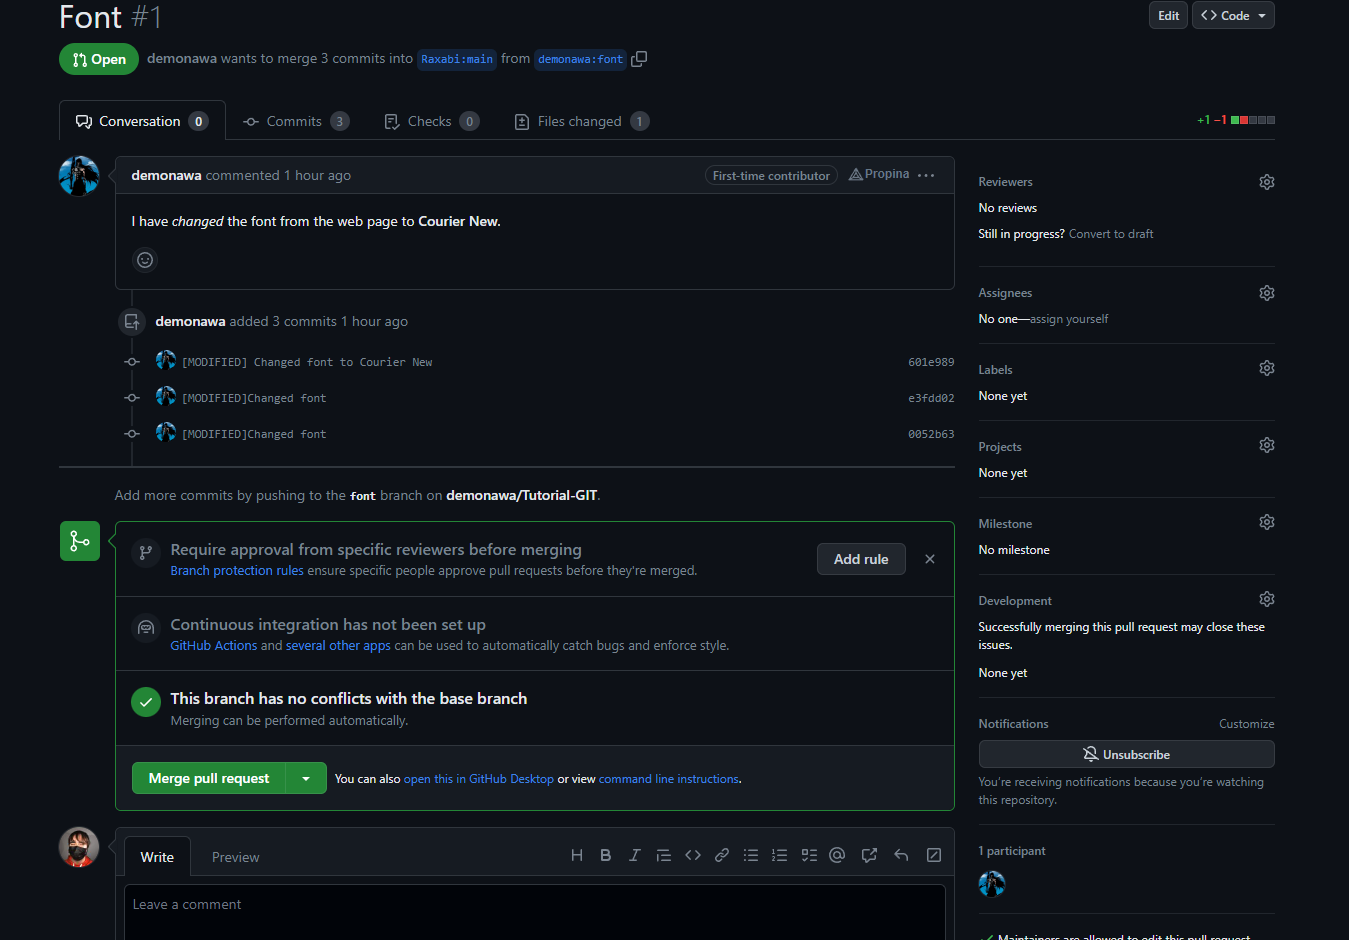 Font #1
Edit
Code
Open
demonawa wants to merge 3 commits into Raxabi:main from demonawa:font
Conversation 0
Commits 3
Checks 0
Files changed 1
+1 −1
demonawa commented 1 hour ago
First-time contributor
Propina
I have changed the font from the web page to Courier New.
demonawa added 3 commits 1 hour ago
[MODIFIED] Changed font to Courier New
601e989
[MODIFIED]Changed font
e3fdd02
[MODIFIED]Changed font
0052b63
Add more commits by pushing to the font branch on demonawa/Tutorial-GIT.
Require approval from specific reviewers before merging
Branch protection rules ensure specific people approve pull requests before they're merged.
Add rule
Continuous integration has not been set up
GitHub Actions and several other apps can be used to automatically catch bugs and enforce style.
This branch has no conflicts with the base branch
Merging can be performed automatically.
Merge pull request
You can also open this in GitHub Desktop or view command line instructions.
Write
Preview
Leave a comment
Reviewers
No reviews
Still in progress? Convert to draft
Assignees
No one—assign yourself
Labels
None yet
Projects
None yet
Milestone
No milestone
Development
Successfully merging this pull request may close these
issues.
None yet
Notifications
Customize
Unsubscribe
You're receiving notifications because you're watching
this repository.
1 participant
Maintainers are allowed to edit this pull request.